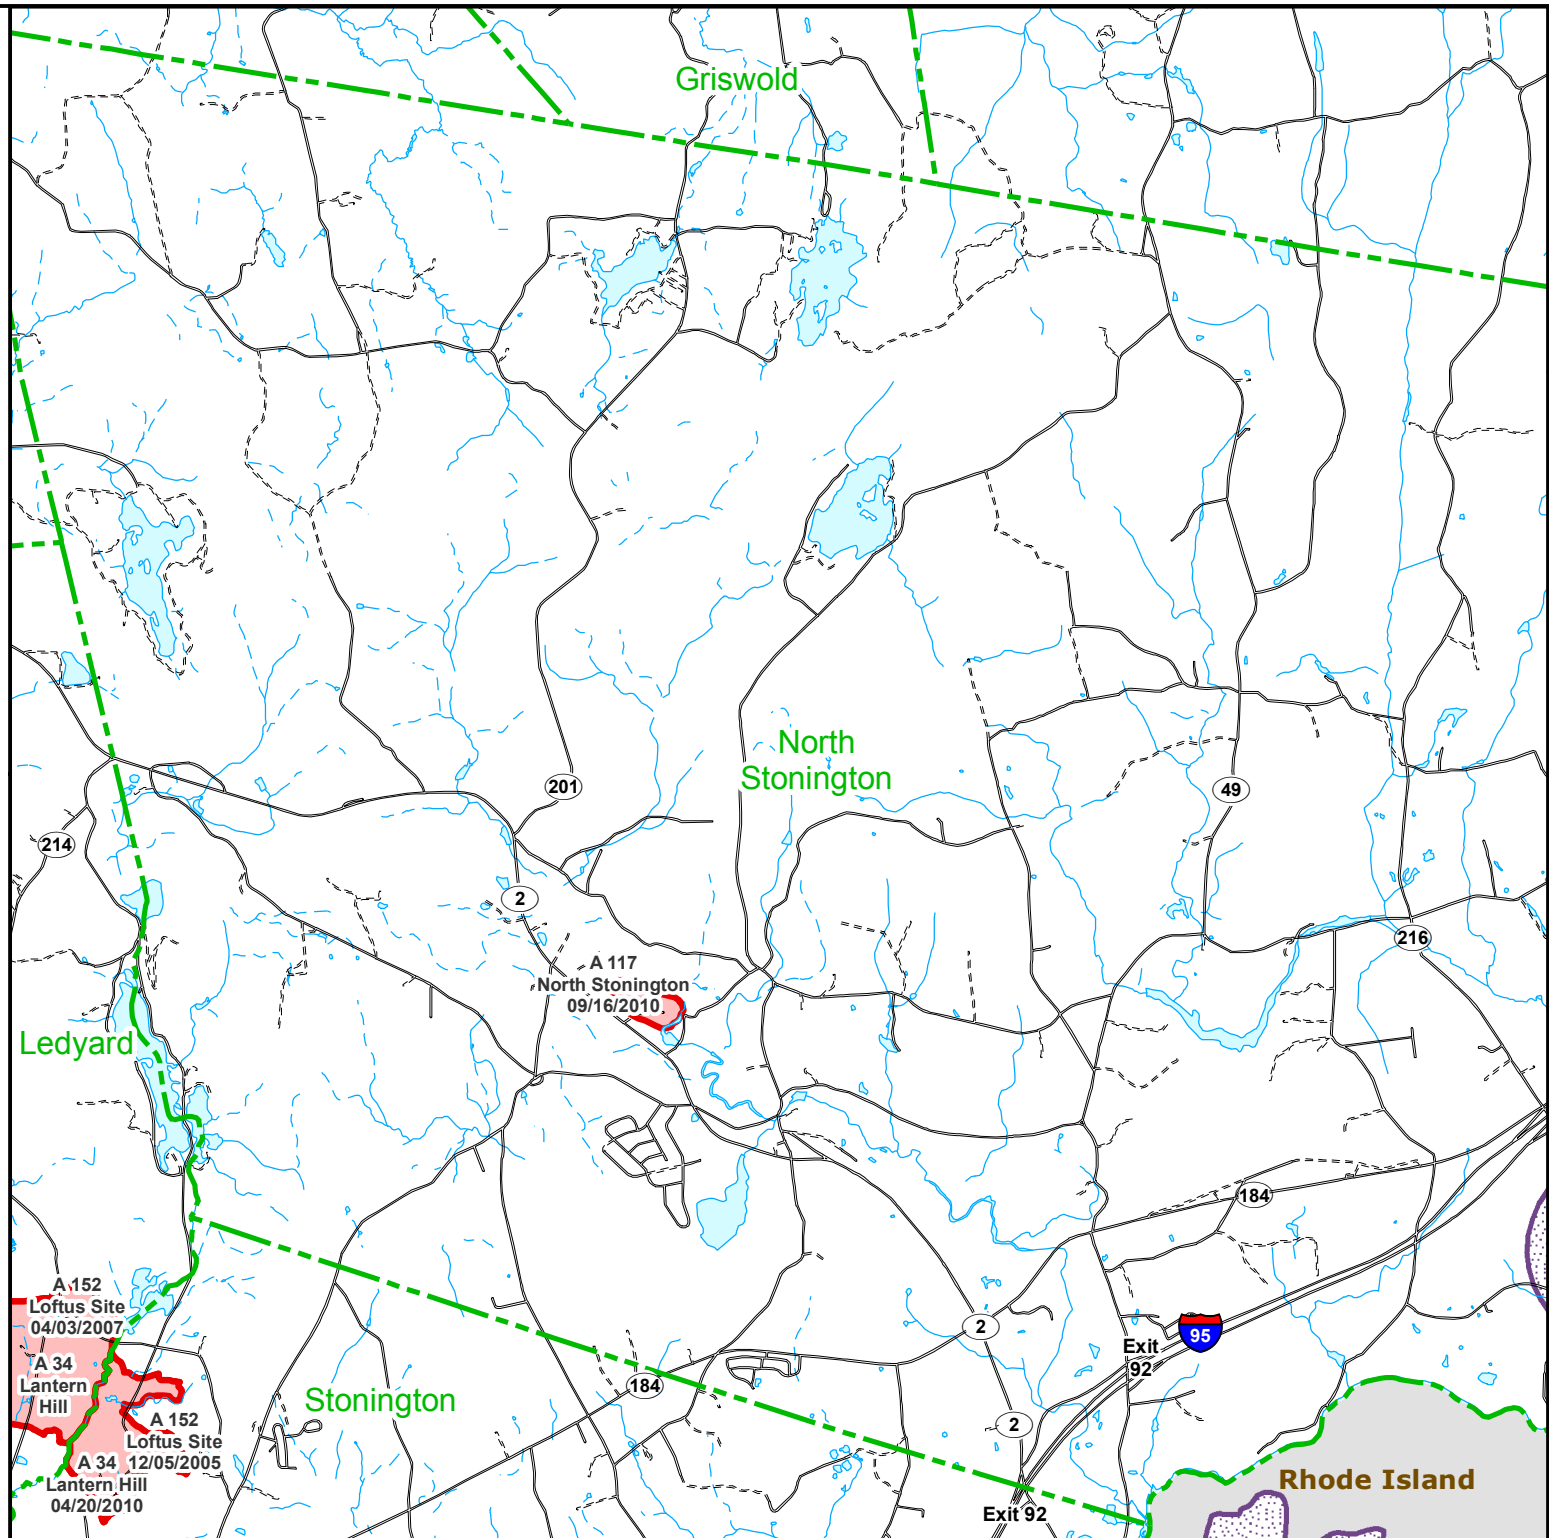 Griswold
North
Stonington
201
49
214
2
216
A 117
North Stonington
09/16/2010
Ledyard
184
A 152
Loftus Site
04/03/2007
A 34
Lantern
Hill
A 152
Loftus Site
12/05/2005
A 34
Lantern Hill
04/20/2010
Stonington
184
2
95
Exit
92
2
Exit 92
Rhode Island